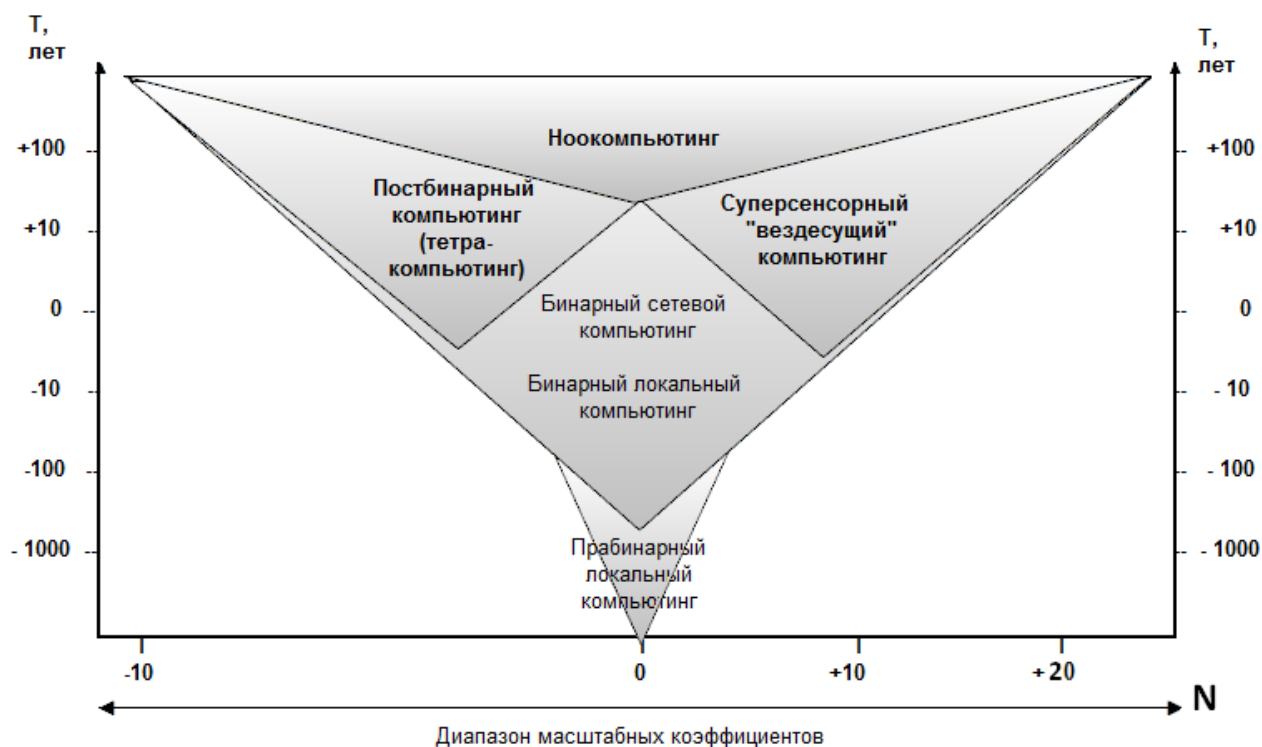 Т,
лет
Т,
лет
Ноокомпьютинг
+100
+100
Постбинарный
компьютинг
(тетра-
компьютинг)
Суперсенсорный
"вездесущий"
компьютинг
+10
+10
0
0
Бинарный сетевой
компьютинг
-10
- 10
Бинарный локальный
компьютинг
-100
- 100
- 1000
- 1000
Прабинарный
локальный
компьютинг
-10
0
+10
+20
N
Диапазон масштабных коэффициентов